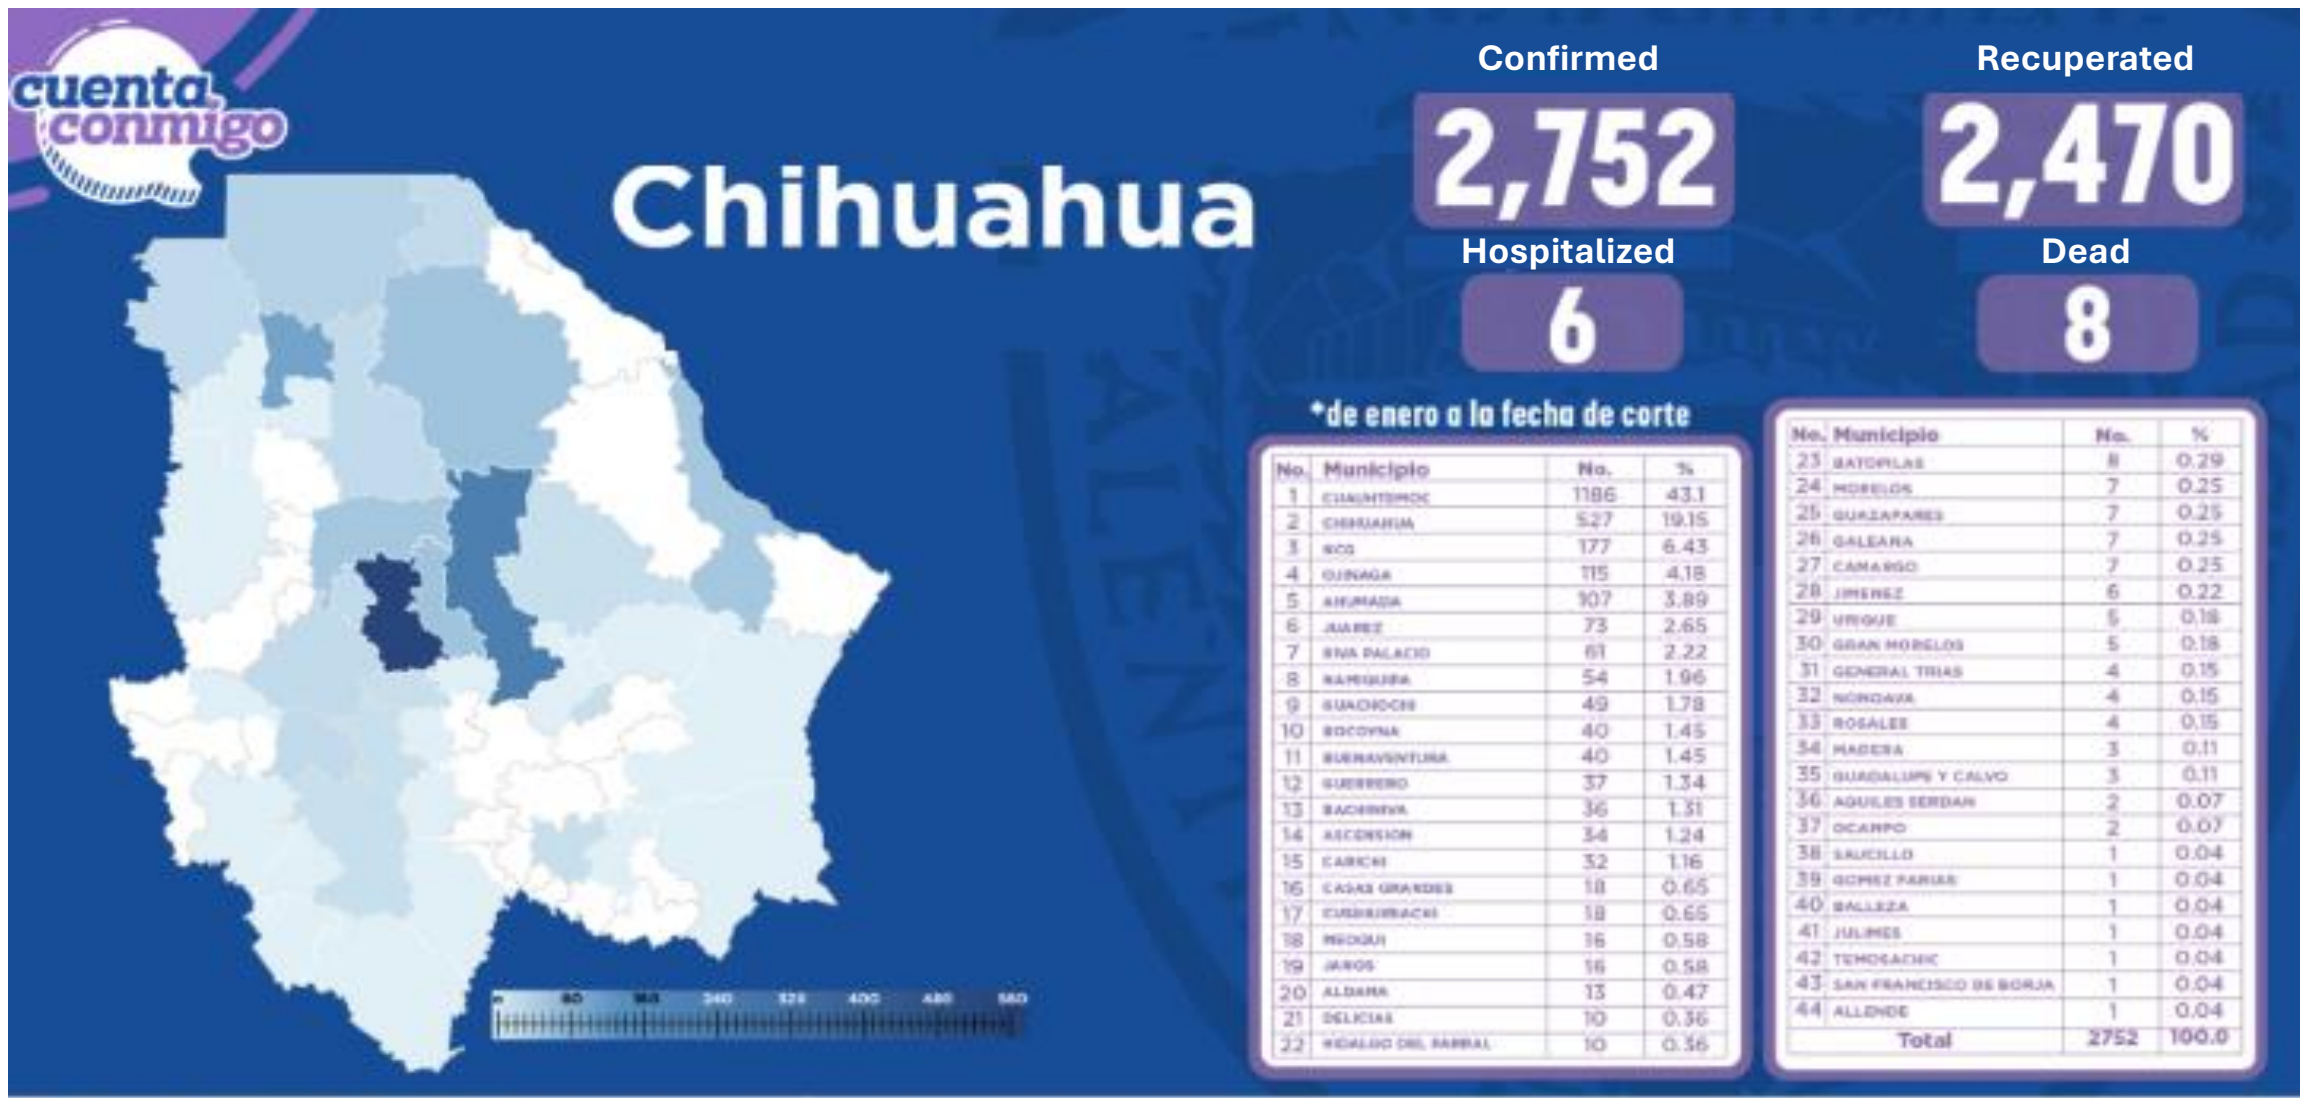 cuenta
conmigo
Chihuahua
Confirmed
2,752
Recuperated
2,470
Hospitalized
6
Dead
8
*de enero a la fecha de corte
No. Municipio No. %
1 CUAUHTEMOC 1186 43.1
2 CHIHUAHUA 527 19.15
3 NCG 177 6.43
4 OJINAGA 115 4.18
5 AHUMADA 107 3.89
6 JUAREZ 73 2.65
7 RIVA PALACIO 61 2.22
8 NAMIQUIPA 54 1.96
9 GUACHOCHI 49 1.78
10 BOCOYNA 40 1.45
11 BUENAVENTURA 40 1.45
12 GUERRERO 37 1.34
13 BACHINIVA 36 1.31
14 ASCENSION 34 1.24
15 CARICHI 32 1.16
16 CASAS GRANDES 18 0.65
17 CUSIHUIRACHI 18 0.65
18 MEOQUI 16 0.58
19 JANOS 16 0.58
20 ALDAMA 13 0.47
21 DELICIAS 10 0.36
22 HIDALGO DEL PARRAL 10 0.36
No. Municipio No. %
23 BATOPILAS 8 0.29
24 MORELOS 7 0.25
25 GUAZAPARES 7 0.25
26 GALEANA 7 0.25
27 CAMARGO 7 0.25
28 JIMENEZ 6 0.22
29 URIQUE 5 0.18
30 GRAN MORELOS 5 0.18
31 GENERAL TRIAS 4 0.15
32 NONOAVA 4 0.15
33 ROSALES 4 0.15
34 MADERA 3 0.11
35 GUADALUPE Y CALVO 3 0.11
36 AQUILES SERDAN 2 0.07
37 OCAMPO 2 0.07
38 SAUCILLO 1 0.04
39 GOMEZ FARIAS 1 0.04
40 BALLEZA 1 0.04
41 JULIMES 1 0.04
42 TEMOSACHIC 1 0.04
43 SAN FRANCISCO DE BORJA 1 0.04
44 ALLENDE 1 0.04
Total 2752 100.0
0 80 160 240 320 400 480 560